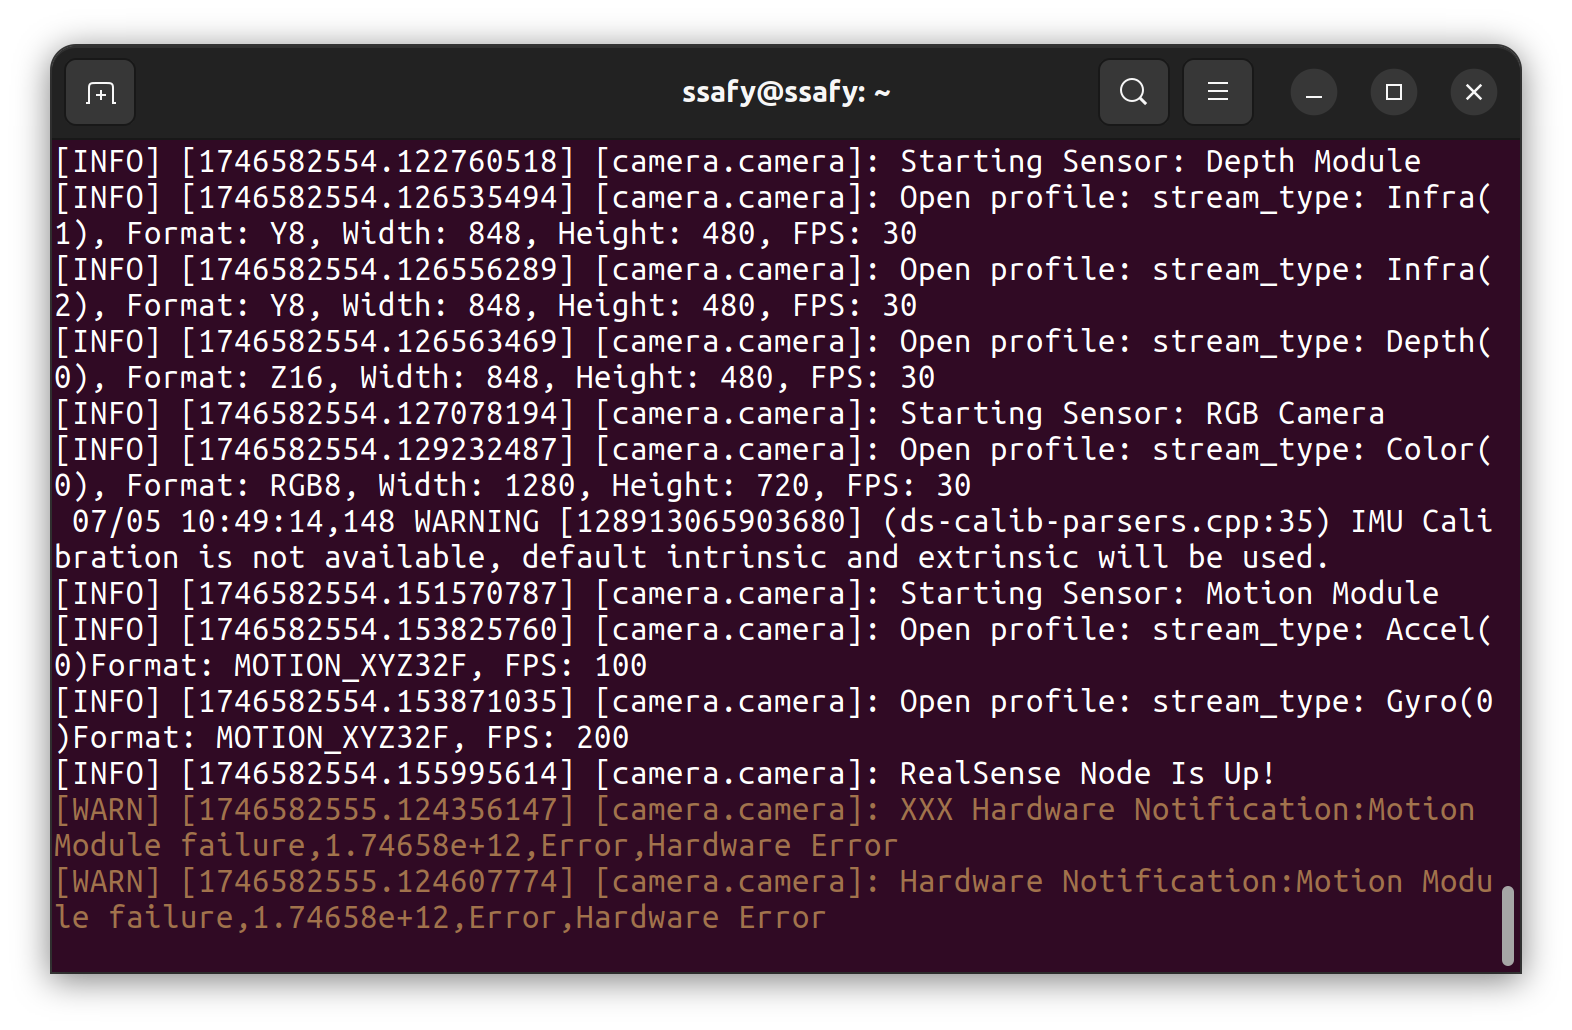 ssafy@ssafy: ~
[INFO] [1746582554.122760518] [camera.camera]: Starting Sensor: Depth Module
[INFO] [1746582554.126535494] [camera.camera]: Open profile: stream_type: Infra(
1), Format: Y8, Width: 848, Height: 480, FPS: 30
[INFO] [1746582554.126556289] [camera.camera]: Open profile: stream_type: Infra(
2), Format: Y8, Width: 848, Height: 480, FPS: 30
[INFO] [1746582554.126563469] [camera.camera]: Open profile: stream_type: Depth(
0), Format: Z16, Width: 848, Height: 480, FPS: 30
[INFO] [1746582554.127078194] [camera.camera]: Starting Sensor: RGB Camera
[INFO] [1746582554.129232487] [camera.camera]: Open profile: stream_type: Color(
0), Format: RGB8, Width: 1280, Height: 720, FPS: 30
 07/05 10:49:14,148 WARNING [128913065903680] (ds-calib-parsers.cpp:35) IMU Cali
bration is not available, default intrinsic and extrinsic will be used.
[INFO] [1746582554.151570787] [camera.camera]: Starting Sensor: Motion Module
[INFO] [1746582554.153825760] [camera.camera]: Open profile: stream_type: Accel(
0)Format: MOTION_XYZ32F, FPS: 100
[INFO] [1746582554.153871035] [camera.camera]: Open profile: stream_type: Gyro(0
)Format: MOTION_XYZ32F, FPS: 200
[INFO] [1746582554.155995614] [camera.camera]: RealSense Node Is Up!
[WARN] [1746582555.124356147] [camera.camera]: XXX Hardware Notification:Motion
Module failure,1.74658e+12,Error,Hardware Error
[WARN] [1746582555.124607774] [camera.camera]: Hardware Notification:Motion Modu
le failure,1.74658e+12,Error,Hardware Error